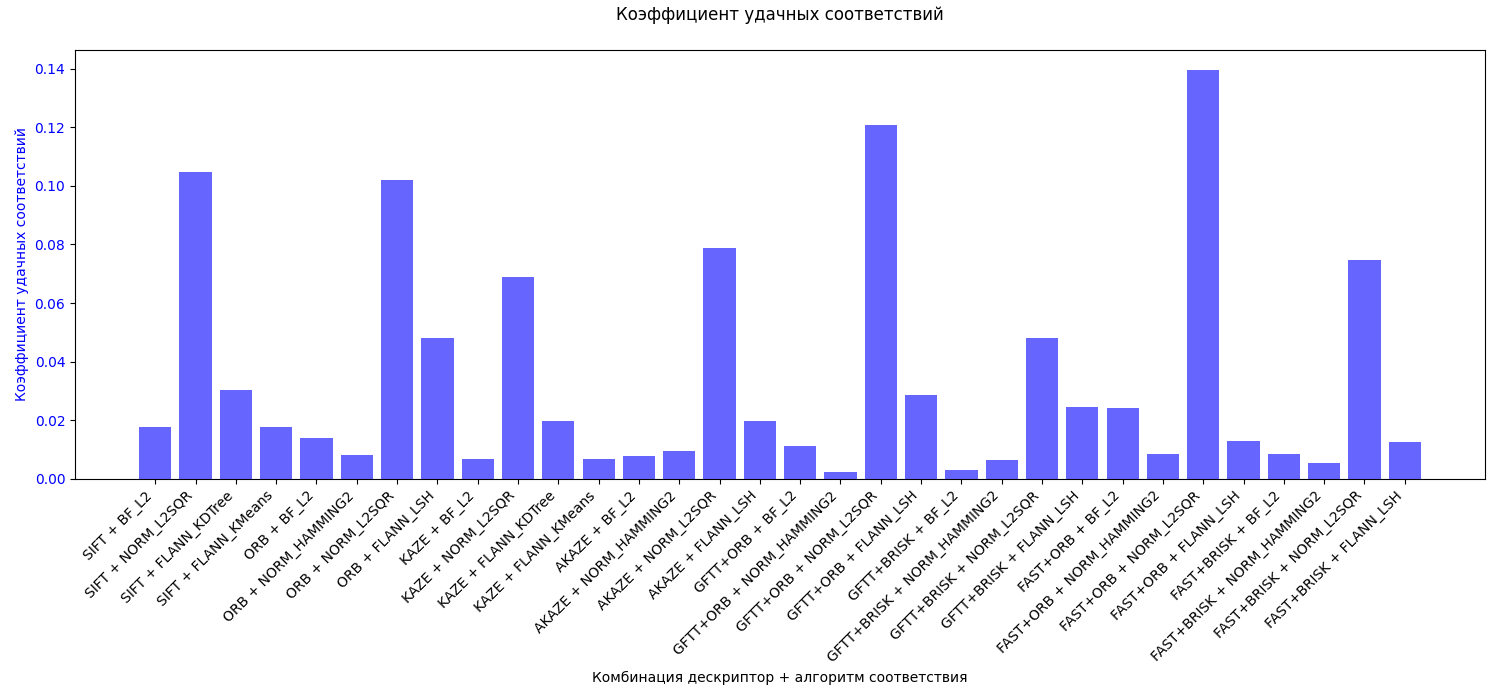 Коэффициент удачных соответствий
Коэффициент удачных соответствий
0.14
0.12
0.10
0.08
0.06
0.04
0.02
0.00
SIFT + BF_L2
SIFT + NORM_L2SQR
SIFT + FLANN_KDTree
SIFT + FLANN_KMeans
ORB + BF_L2
ORB + NORM_HAMMING2
ORB + NORM_L2SQR
ORB + FLANN_LSH
KAZE + BF_L2
KAZE + NORM_L2SQR
KAZE + FLANN_KDTree
KAZE + FLANN_KMeans
AKAZE + BF_L2
AKAZE + NORM_HAMMING2
AKAZE + NORM_L2SQR
AKAZE + FLANN_LSH
GFTT+ORB + BF_L2
GFTT+ORB + NORM_HAMMING2
GFTT+ORB + NORM_L2SQR
GFTT+ORB + FLANN_LSH
GFTT+BRISK + BF_L2
GFTT+BRISK + NORM_HAMMING2
GFTT+BRISK + NORM_L2SQR
GFTT+BRISK + FLANN_LSH
FAST+ORB + BF_L2
FAST+ORB + NORM_HAMMING2
FAST+ORB + NORM_L2SQR
FAST+ORB + FLANN_LSH
FAST+BRISK + BF_L2
FAST+BRISK + NORM_HAMMING2
FAST+BRISK + NORM_L2SQR
FAST+BRISK + FLANN_LSH
Комбинация дескриптор + алгоритм соответствия